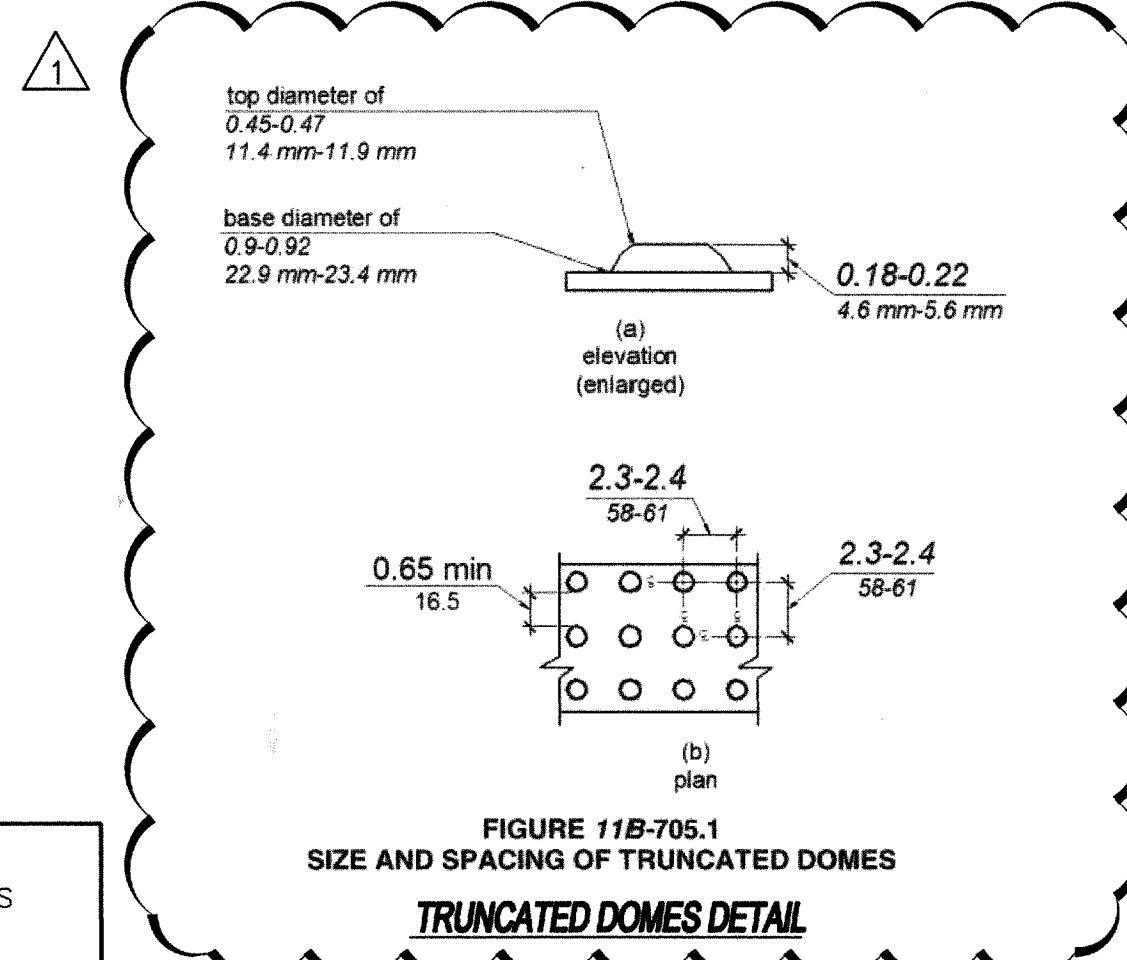 1
top diameter of
0.45-0.47
11.4 mm-11.9 mm
base diameter of
0.9-0.92
22.9 mm-23.4 mm
0.18-0.22
4.6 mm-5.6 mm
(a)
elevation
(enlarged)
2.3-2.4
58-61
0.65 min
16.5
2.3-2.4
58-61
(b)
plan
FIGURE 11B-705.1
SIZE AND SPACING OF TRUNCATED DOMES
TRUNCATED DOMES DETAIL
S